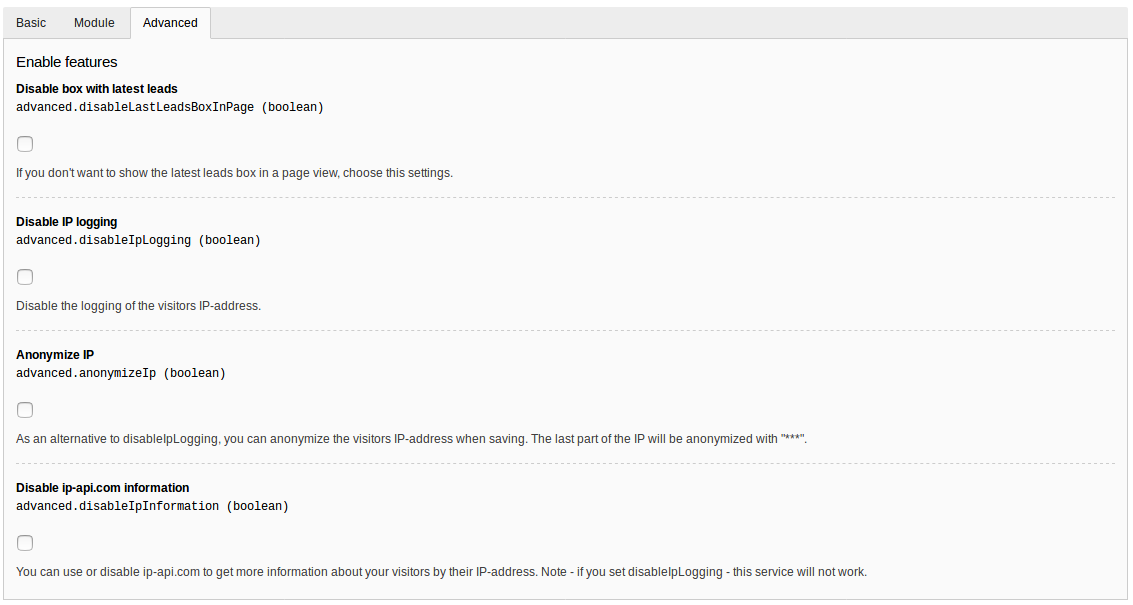 Basic Module Advanced
Enable features
Disable box with latest leads
advanced.disableLastLeadsBoxInPage (boolean)
If you don't want to show the latest leads box in a page view, choose this settings.
Disable IP logging
advanced.disableIpLogging (boolean)
Disable the logging of the visitors IP-address.
Anonymize IP
advanced.anonymizeIp (boolean)
As an alternative to disableIpLogging, you can anonymize the visitors IP-address when saving. The last part of the IP will be anonymized with "***".
Disable ip-api.com information
advanced.disableIpInformation (boolean)
You can use or disable ip-api.com to get more information about your visitors by their IP-address. Note - if you set disableIpLogging - this service will not work.